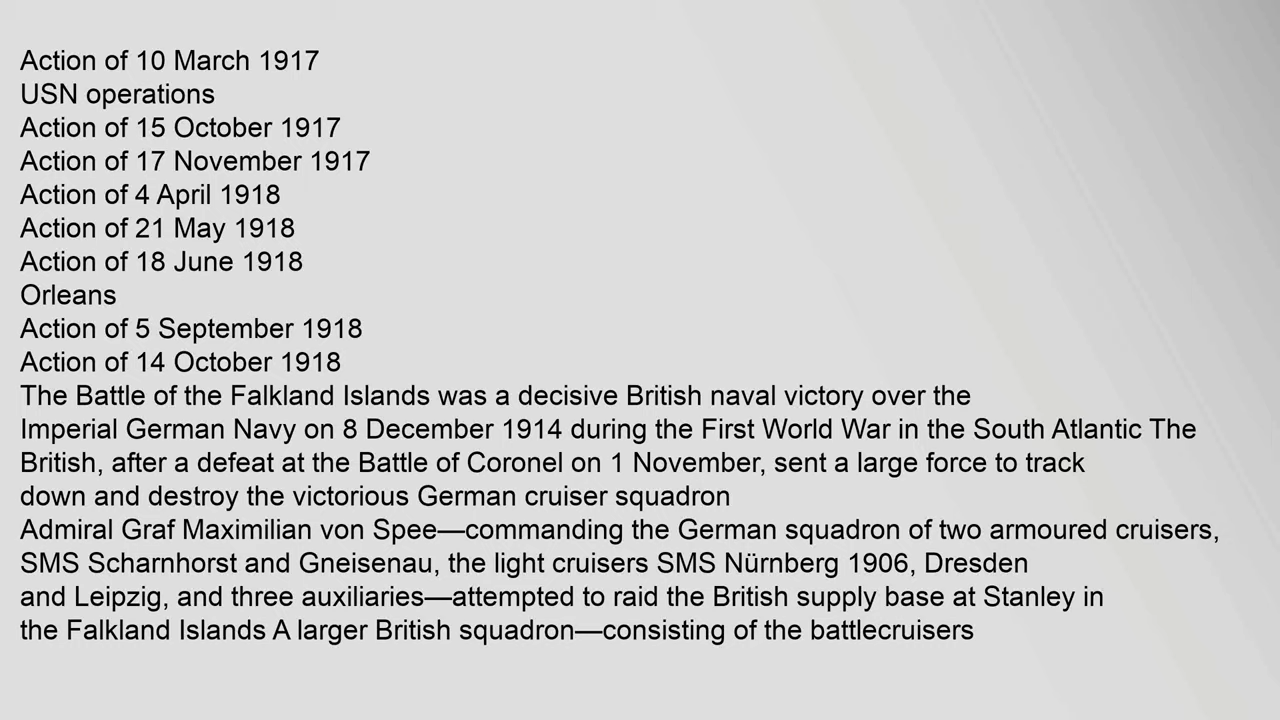 Action of 10 March 1917
USN operations
Action of 15 October 1917
Action of 17 November 1917
Action of 4 April 1918
Action of 21 May 1918
Action of 18 June 1918
Orleans
Action of 5 September 1918
Action of 14 October 1918
The Battle of the Falkland Islands was a decisive British naval victory over the
Imperial German Navy on 8 December 1914 during the First World War in the South Atlantic The
British, after a defeat at the Battle of Coronel on 1 November, sent a large force to track
down and destroy the victorious German cruiser squadron
Admiral Graf Maximilian von Spee—commanding the German squadron of two armoured cruisers,
SMS Scharnhorst and Gneisenau, the light cruisers SMS Nürnberg 1906, Dresden
and Leipzig, and three auxiliaries—attempted to raid the British supply base at Stanley in
the Falkland Islands A larger British squadron—consisting of the battlecruisers